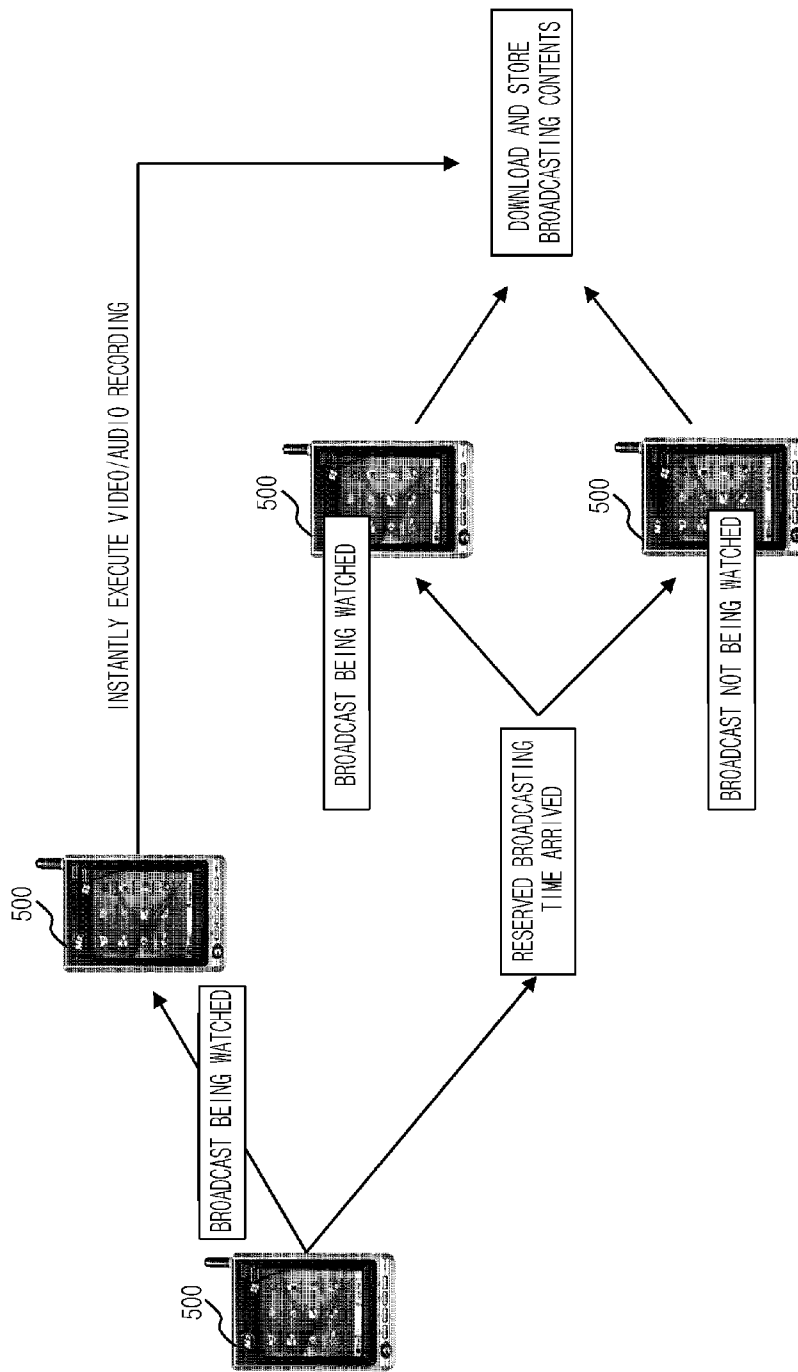 500
BROADCAST BEING WATCHED
500
INSTANTLY EXECUTE VIDEO/AUDIO RECORDING
RESERVED BROADCASTING
TIME ARRIVED
500
BROADCAST BEING WATCHED
500
BROADCAST NOT BEING WATCHED
DOWNLOAD AND STORE
BROADCASTING CONTENTS